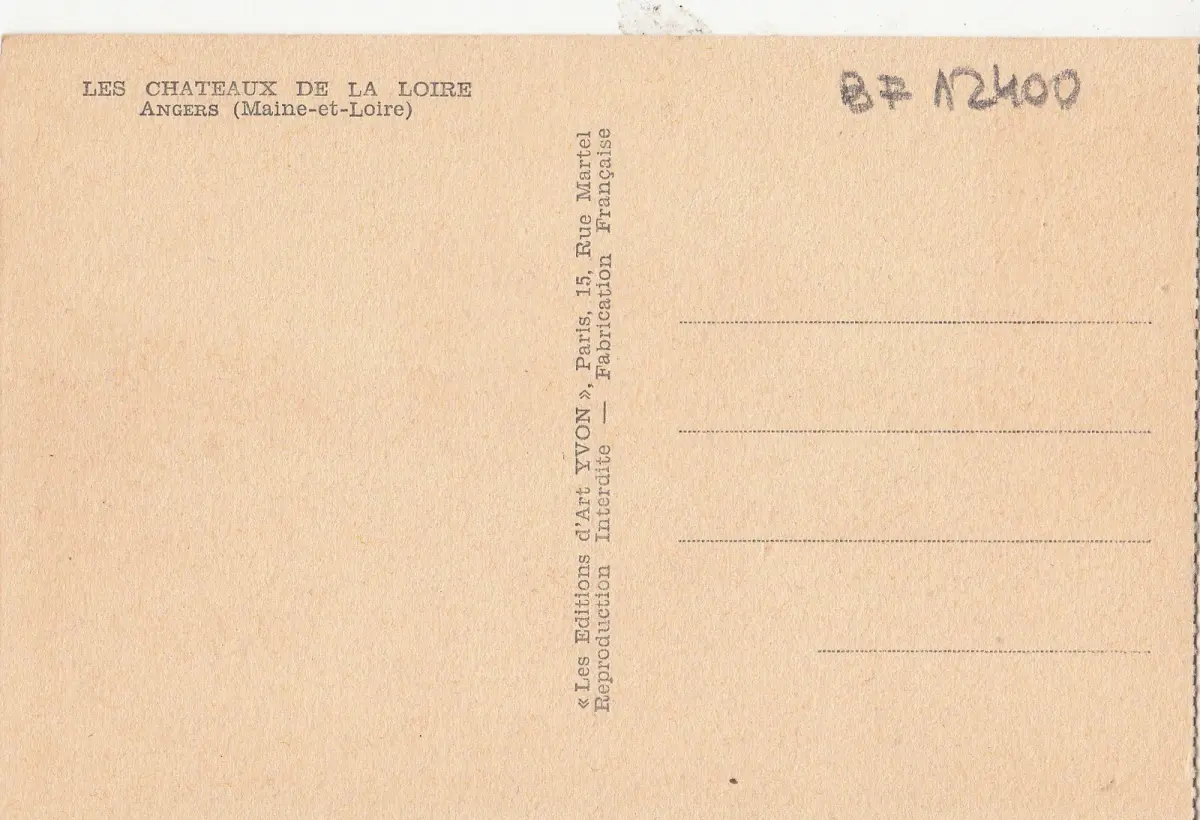 LES CHATEAUX DE LA LOIRE
ANGERS (Maine-et-Loire)
B7 12400
« Les Editions d'Art YVON », Paris, 15, Rue Martel
Reproduction Interdite — Fabrication Française